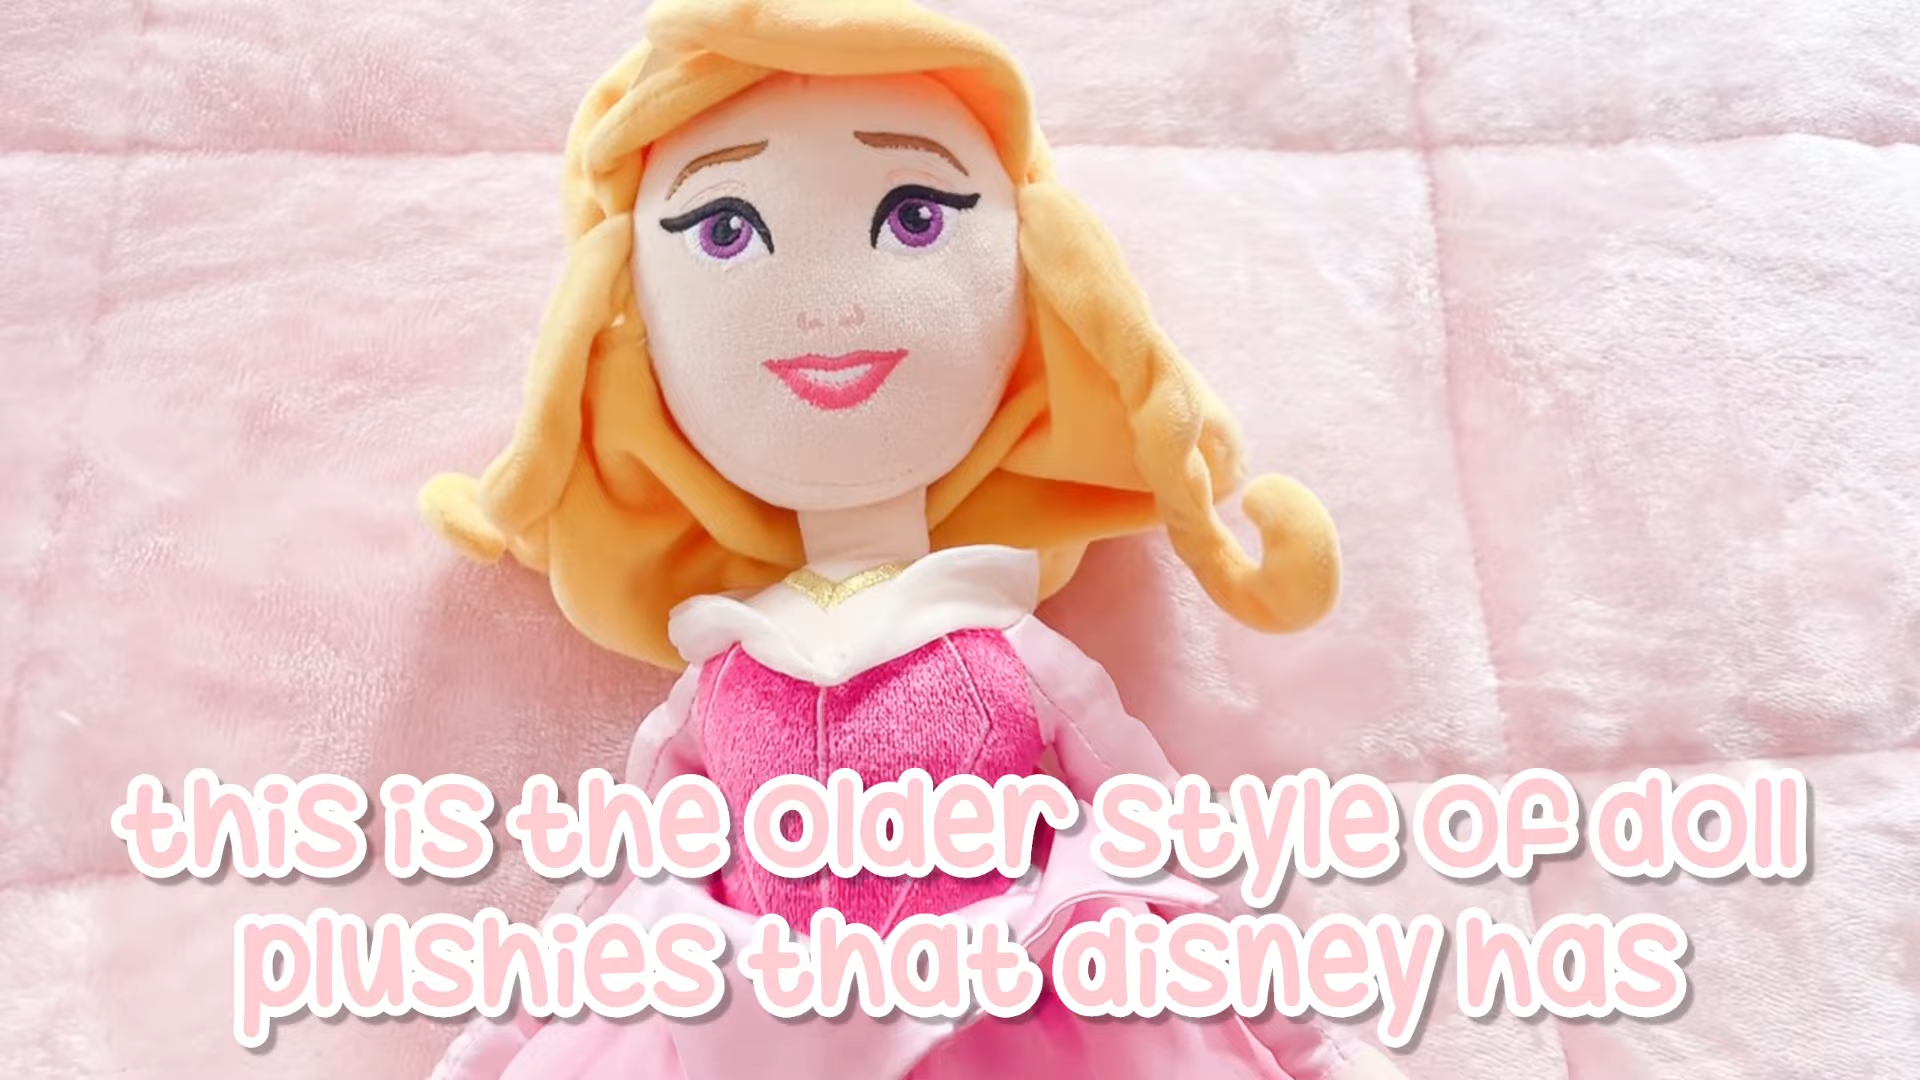 this is the older style of doll
plushies that disney has